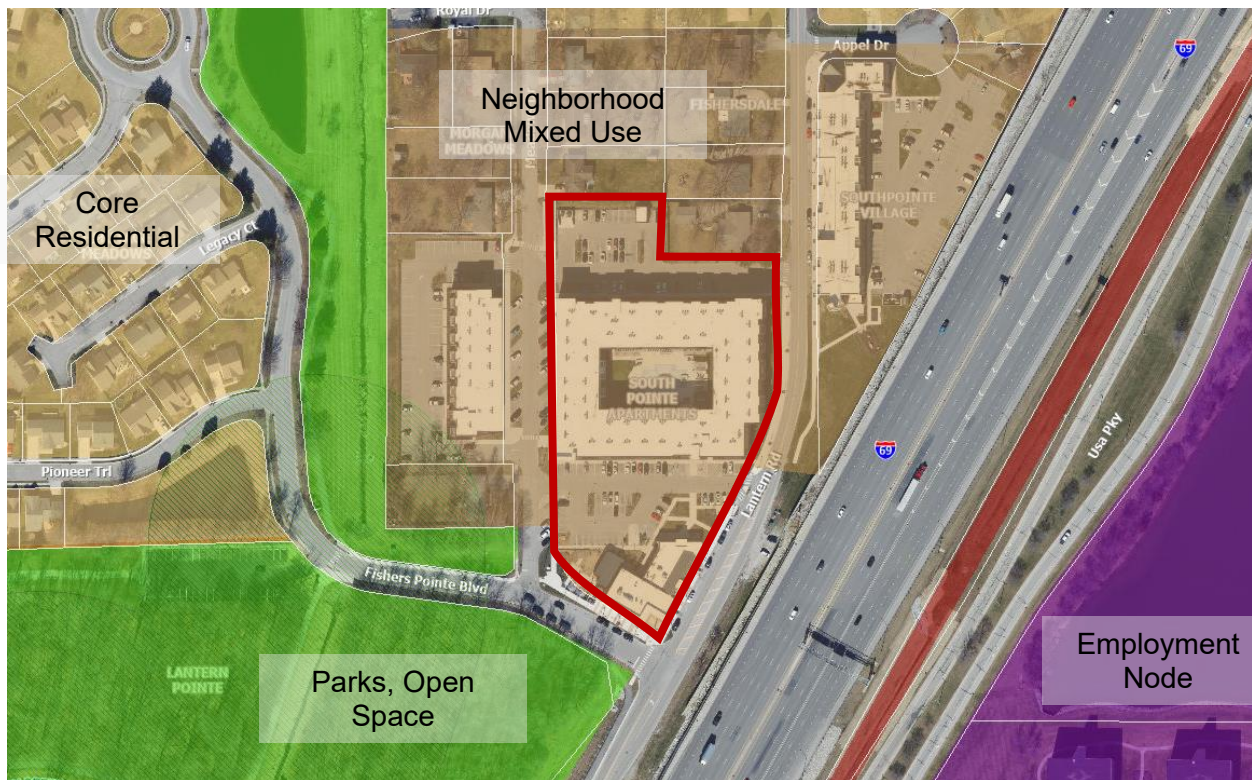 Royal Dr
Appel Dr
69
Neighborhood
Mixed Use
FISHERSDALE
MORGAN
MEADOWS
Core
Residential
MEADOWS
Legacy Ct
SOUTHPOINTE
VILLAGE
SOUTH
POINTE
APARTMENTS
69
Usa Pky
Pioneer Trl
Lantern Rd
Fishers Pointe Blvd
LANTERN
POINTE
Parks, Open
Space
Employment
Node